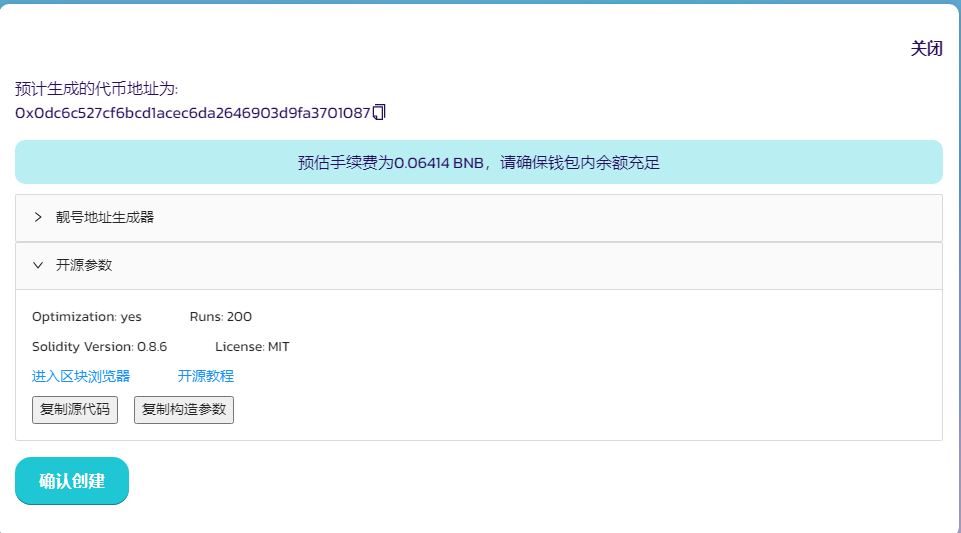 关闭
预计生成的代币地址为:
0x0dc6c527cf6bcd1acec6da2646903d9fa3701087
预估手续费为0.06414 BNB，请确保钱包内余额充足
靓号地址生成器
开源参数
Optimization: yes Runs: 200
Solidity Version: 0.8.6 License: MIT
进入区块浏览器 开源教程
复制源代码 复制构造参数
确认创建